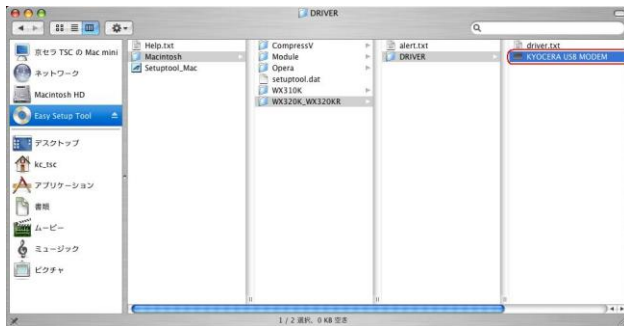 DRIVER
京セラ TSC の Mac mini
ネットワーク
Macintosh HD
Easy Setup Tool
デスクトップ
kc_tsc
アプリケーション
書類
ムービー
ミュージック
ピクチャ
Help.txt
Macintosh
Setuptool_Mac
CompressV
Module
Opera
setuptool.dat
WX310K
WX320K_WX320KR
alert.txt
DRIVER
driver.txt
KYOCERA USB MODEM
1 / 2 選択、0 KB 空き